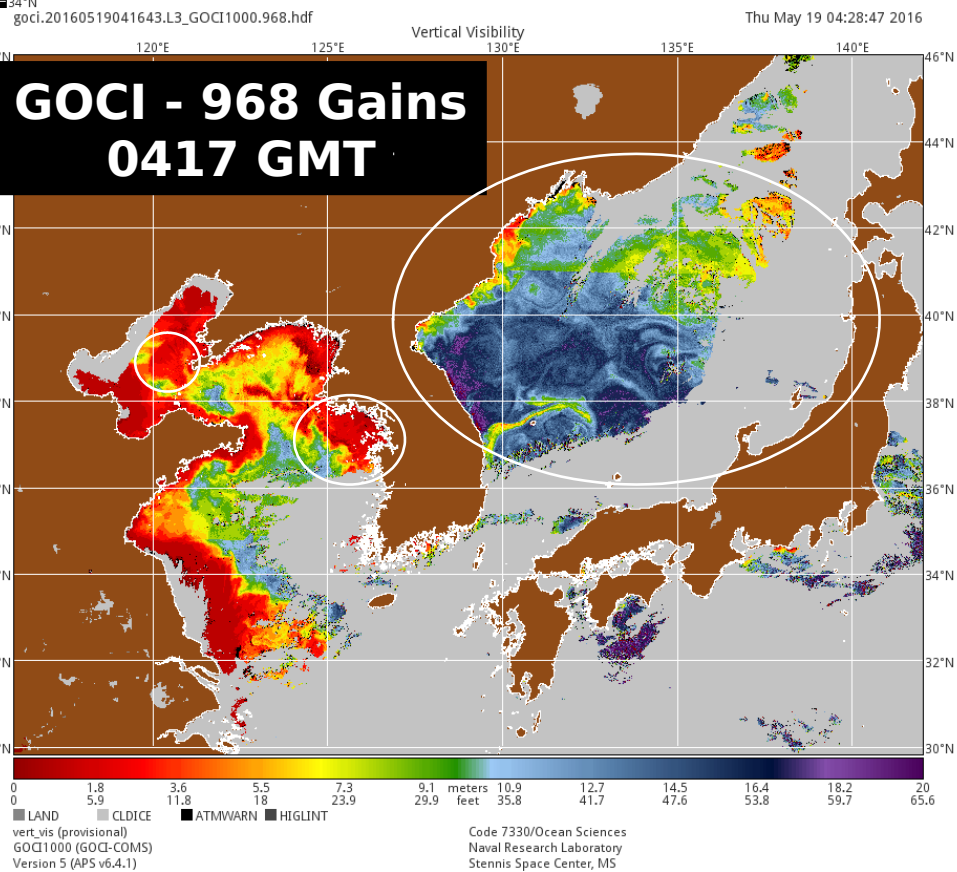 34°N
goci.20160519041643.L3_GOCI1000.968.hdf
Thu May 19 04:28:47 2016
Vertical Visibility
120°E 125°E 130°E 135°E 140°E
46°N
GOCI - 968 Gains
0417 GMT
44°N
°N 42°N
°N 40°N
°N 38°N
°N 36°N
°N 34°N
°N 32°N
°N 30°N
0 1.8 3.6 5.5 7.3 9.1 meters 10.9 12.7 14.5 16.4 18.2 20
0 5.9 11.8 18 23.9 29.9 feet 35.8 41.7 47.6 53.8 59.7 65.6
LAND CLDICE ATMWARN HIGLINT
vert_vis (provisional)
GOCI1000 (GOCI-COMS)
Version 5 (APS v6.4.1)
Code 7330/Ocean Sciences
Naval Research Laboratory
Stennis Space Center, MS